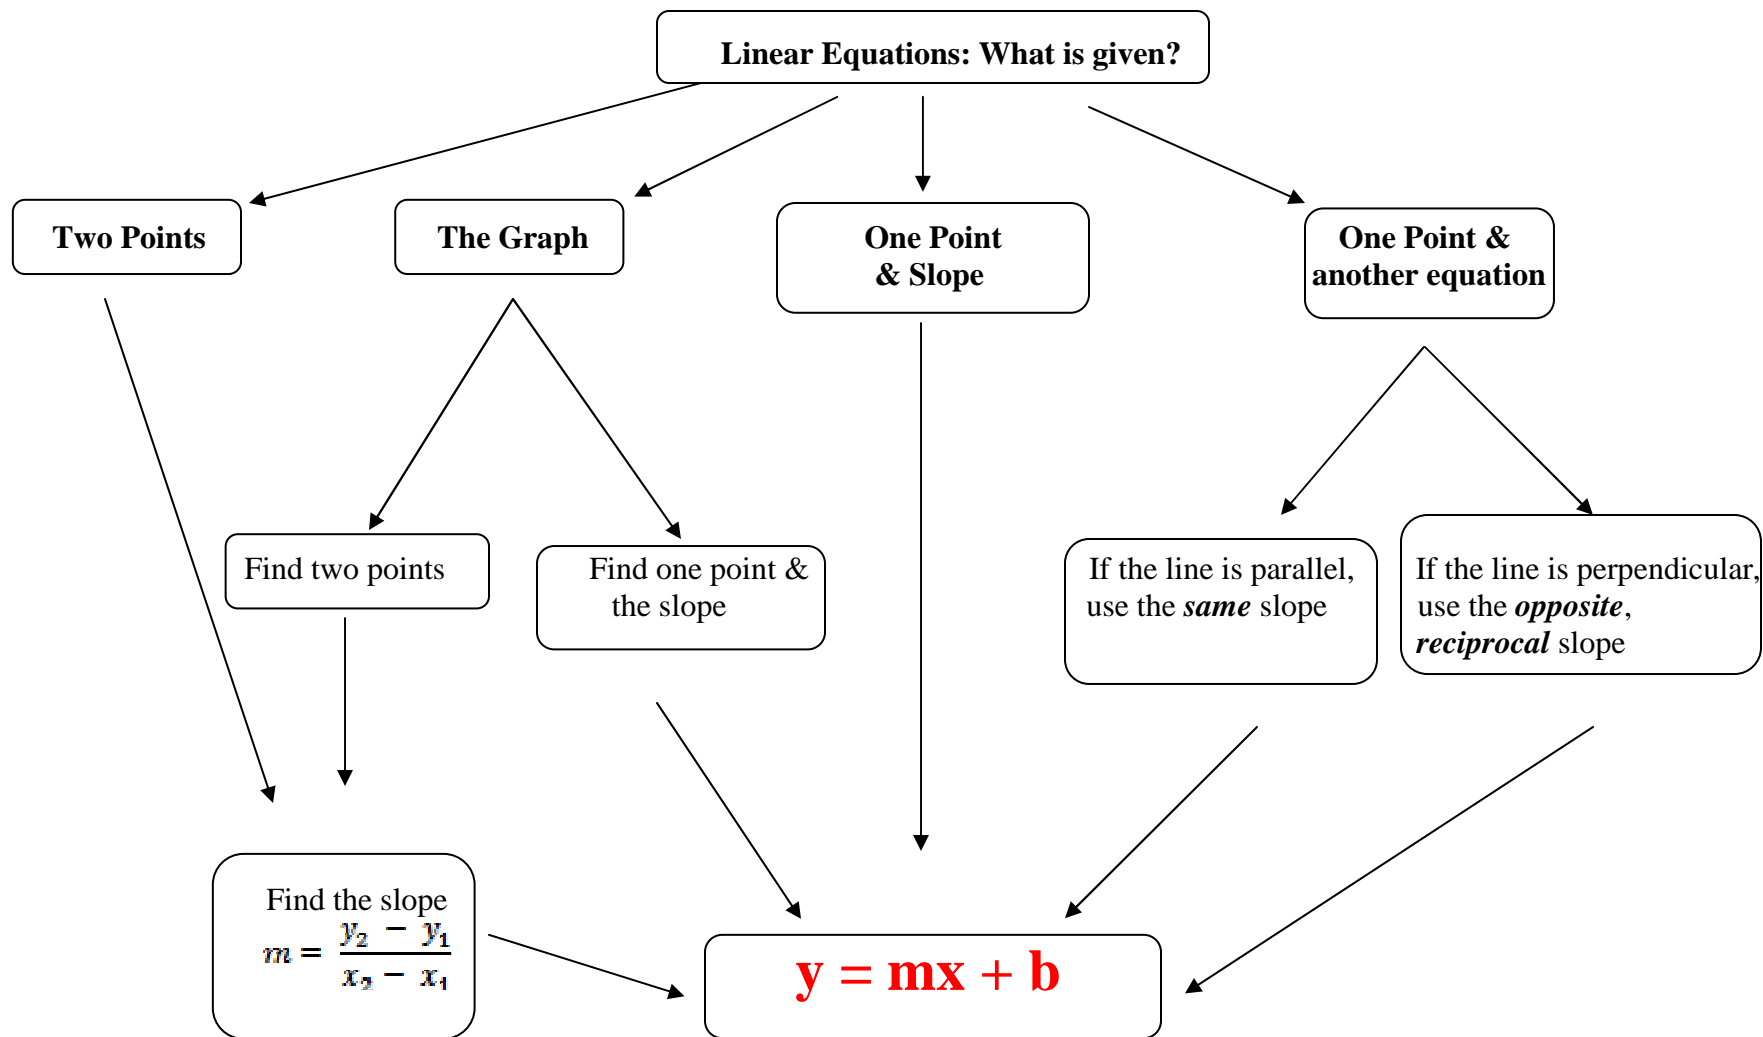 Linear Equations: What is given?
Two Points
The Graph
One Point
& Slope
One Point &
another equation
Find two points
Find one point &
the slope
If the line is parallel,
use the same slope
If the line is perpendicular,
use the opposite,
reciprocal slope
Find the slope
m = y₂ − y₁ / x₂ − x₁
y = mx + b